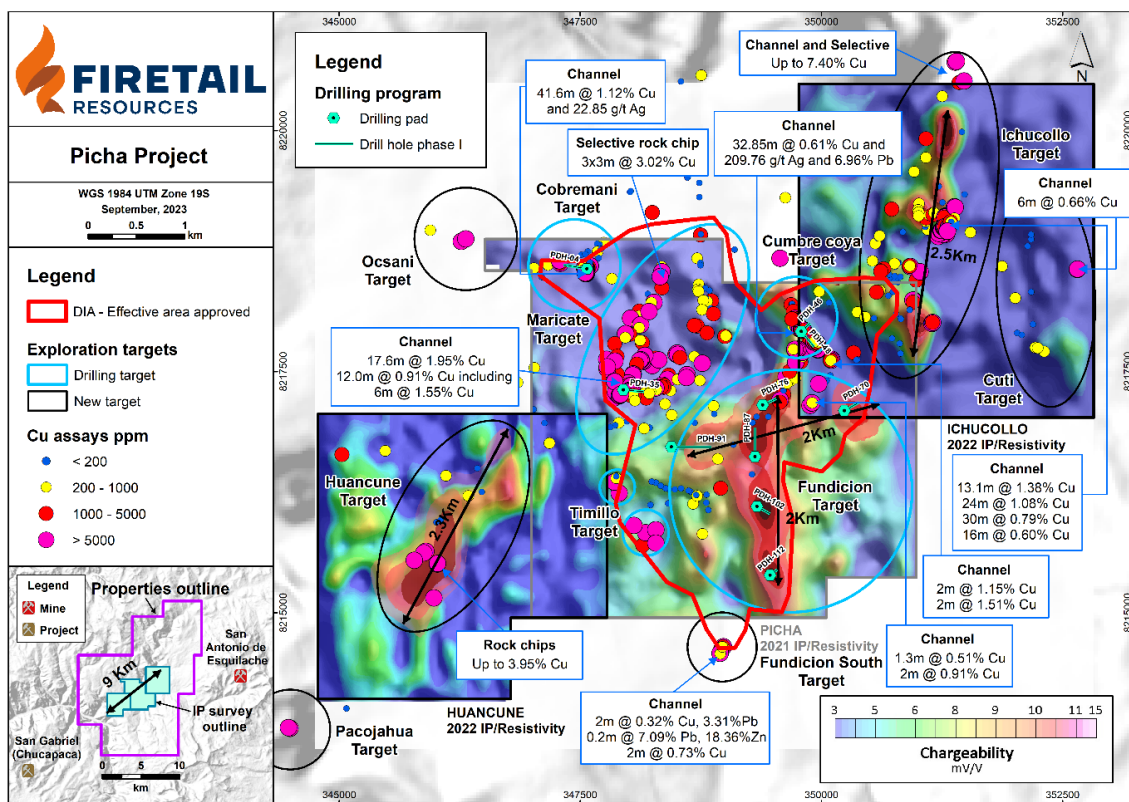 FIRETAIL
RESOURCES
Picha Project
WGS 1984 UTM Zone 19S
September, 2023
0 0.5 1
km
Legend
DIA - Effective area approved
Exploration targets
Drilling target
New target
Cu assays ppm
< 200
200 - 1000
1000 - 5000
> 5000
Legend
Mine
Project
Properties outline
San
Antonio de
Esquilache
9 Km
IP survey
outline
San Gabriel
(Chucapaca)
0 5 10
km
345000
347500
350000
352500
Legend
Drilling program
Drilling pad
Drill hole phase I
Channel
41.6m @ 1.12% Cu
and 22.85 g/t Ag
Selective rock chip
3x3m @ 3.02% Cu
Cobremani
Target
Channel
32.85m @ 0.61% Cu and
209.76 g/t Ag and 6.96% Pb
Channel and Selective
Up to 7.40% Cu
N
8220000
8220000
Ichucollo
Target
Channel
6m @ 0.66% Cu
Ocsani
Target
PDH-04
Cumbre coya
Target
2.5Km
Maricate
Target
PDH-46
PDH-48
Channel
17.6m @ 1.95% Cu
12.0m @ 0.91% Cu including
6m @ 1.55% Cu
PDH-35
8217500
8217500
Cuti
Target
PDH-76
PDH-70
PDH-87
PDH-91
2Km
ICHUCOLLO
2022 IP/Resistivity
Huancune
Target
2.3Km
Fundicion
Target
Timillo
Target
PDH-102
2Km
PDH-112
13.1m @ 1.38% Cu
24m @ 1.08% Cu
30m @ 0.79% Cu
16m @ 0.60% Cu
2m @ 1.15% Cu
2m @ 1.51% Cu
8215000
8215000
Rock chips
Up to 3.95% Cu
PICHA
2021 IP/Resistivity
Fundicion South
Target
Channel
1.3m @ 0.51% Cu
2m @ 0.91% Cu
Channel
2m @ 0.32% Cu, 3.31%Pb
0.2m @ 7.09% Pb, 18.36%Zn
2m @ 0.73% Cu
HUANCUNE
2022 IP/Resistivity
Pacojahua
Target
3 5 6 8 9 10 11 15
Chargeability
mV/V
345000
347500
350000
352500